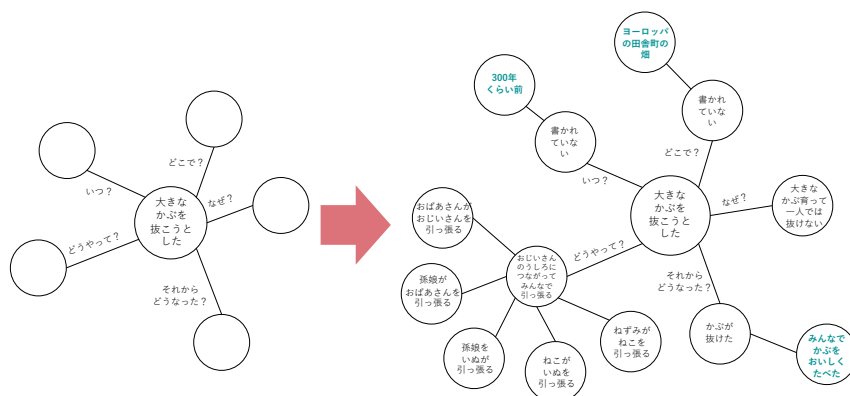 どこで？
いつ？
なぜ？
大きな
かぶを
抜こうと
した
どうやって？
それから
どうなった？
ヨーロッパ
の田舎町の
畑
300年
くらい前
書かれ
ていな
い
書かれ
ていな
い
どこで？
いつ？
なぜ？
大きな
かぶを
抜こうと
した
大きな
かぶ育って
一人では
抜けない
おばあさんが
おじいさんを
引っ張る
どうやって？
おじいさん
のうしろに
つながって
みんなで
引っ張る
孫娘が
おばあさんを
引っ張る
それから
どうなった？
孫娘を
いぬが
引っ張る
ねこが
いぬを
引っ張る
ねずみが
ねこを
引っ張る
かぶが
抜けた
みんなで
かぶを
おいしく
たべた